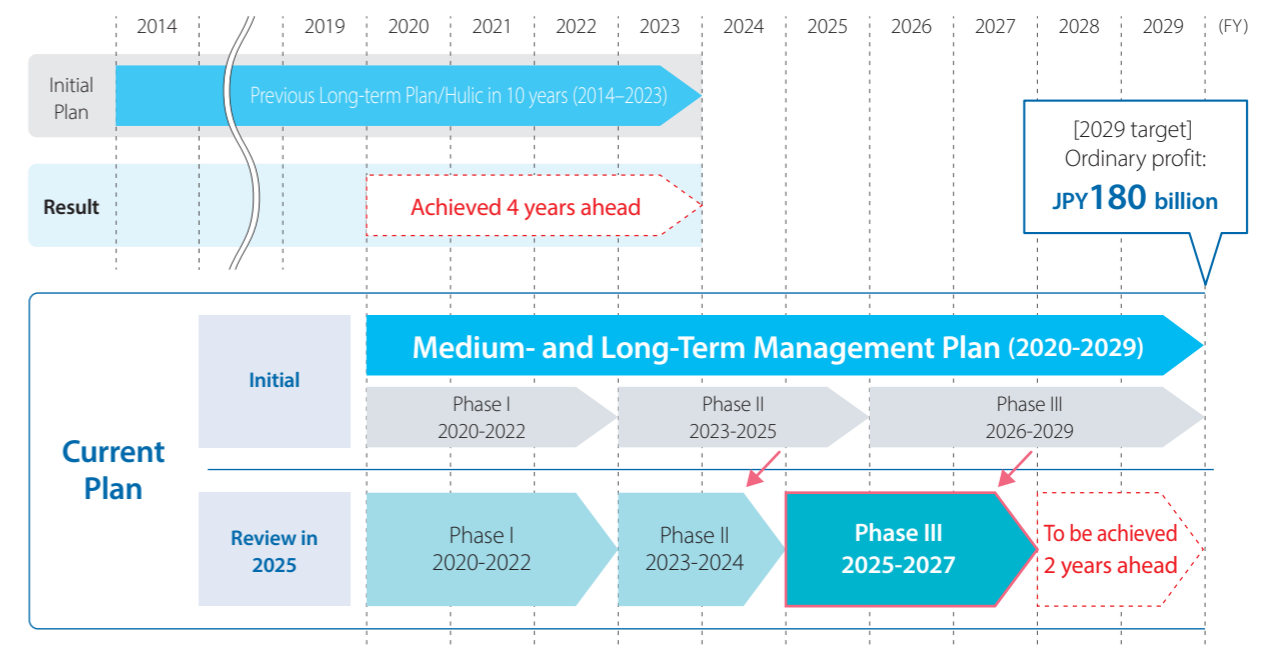 2014 2019 2020 2021 2022 2023 2024 2025 2026 2027 2028 2029 (FY)
Initial
Plan
Previous Long-term Plan/Hulic in 10 years (2014–2023)
[2029 target]
Ordinary profit:
JPY180 billion
Result
Achieved 4 years ahead
Current
Plan
Initial
Medium- and Long-Term Management Plan (2020-2029)
Phase I
2020-2022
Phase II
2023-2025
Phase III
2026-2029
Review in
2025
Phase I
2020-2022
Phase II
2023-2024
Phase III
2025-2027
To be achieved
2 years ahead